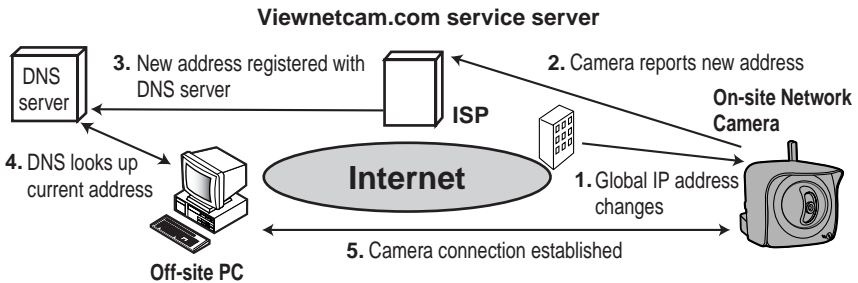 Viewnetcam.com service server
DNS
server
3. New address registered with
DNS server
ISP
2. Camera reports new address
On-site Network
Camera
4. DNS looks up
current address
Internet
1. Global IP address
changes
5. Camera connection established
Off-site PC